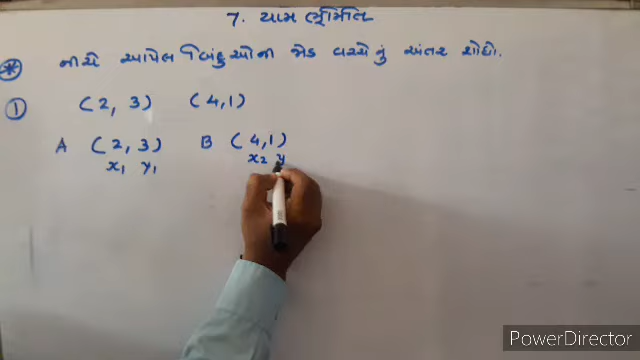 7. યામ ભૂમિતિ
* નીચે આપેલ બિંદુઓની જોડ વચ્ચેનું અંતર શોધો.
① (2, 3) (4,1)
A (2, 3) B (4,1)
x₁ y₁ x₂ y
PowerDirector